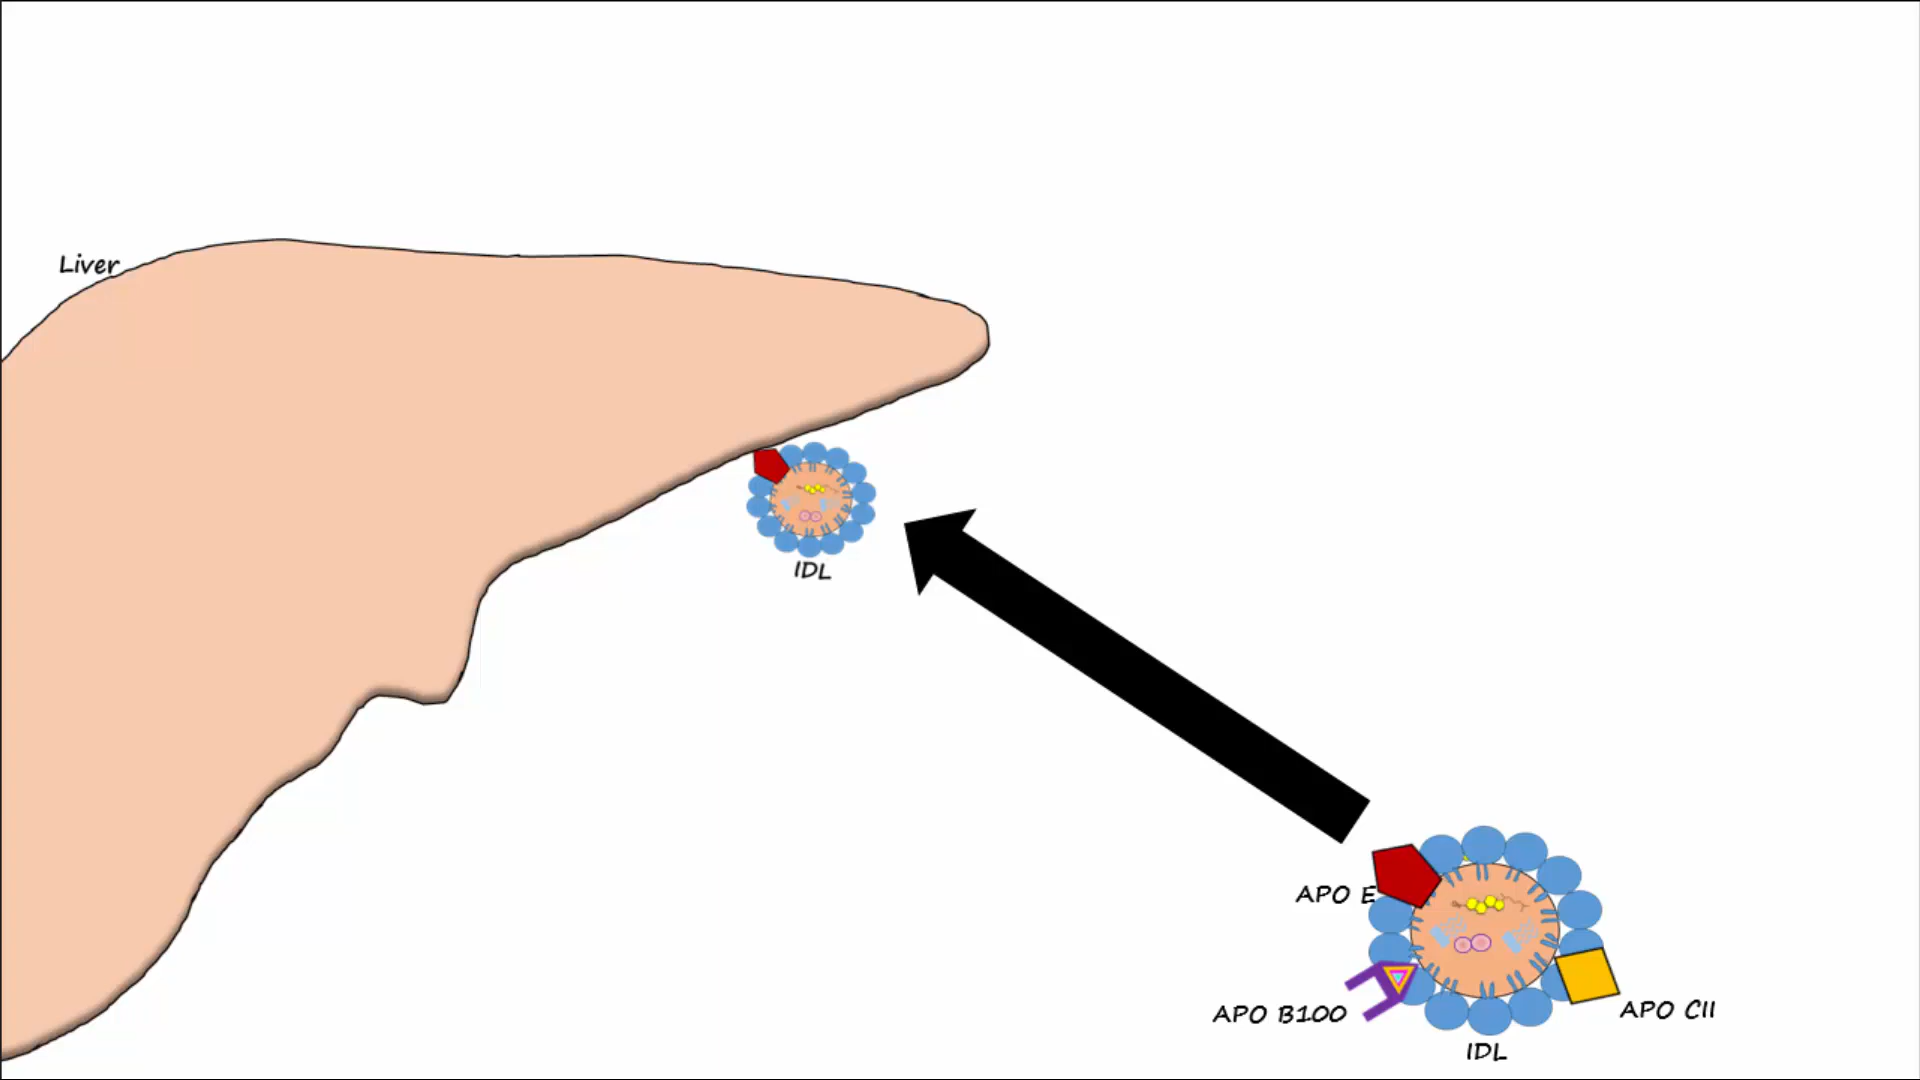 Liver
IDL
APO E
APO B100
APO CII
IDL